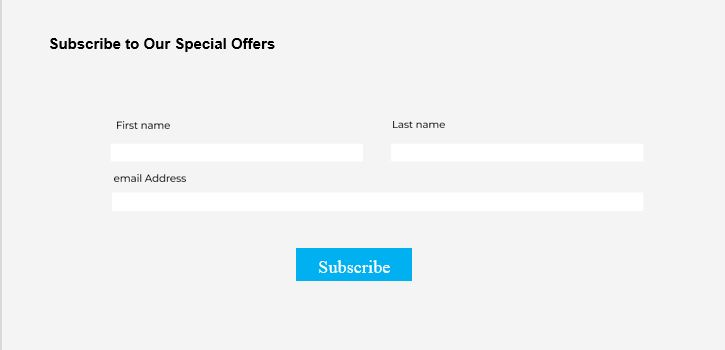 Subscribe to Our Special Offers
First name
Last name
email Address
Subscribe